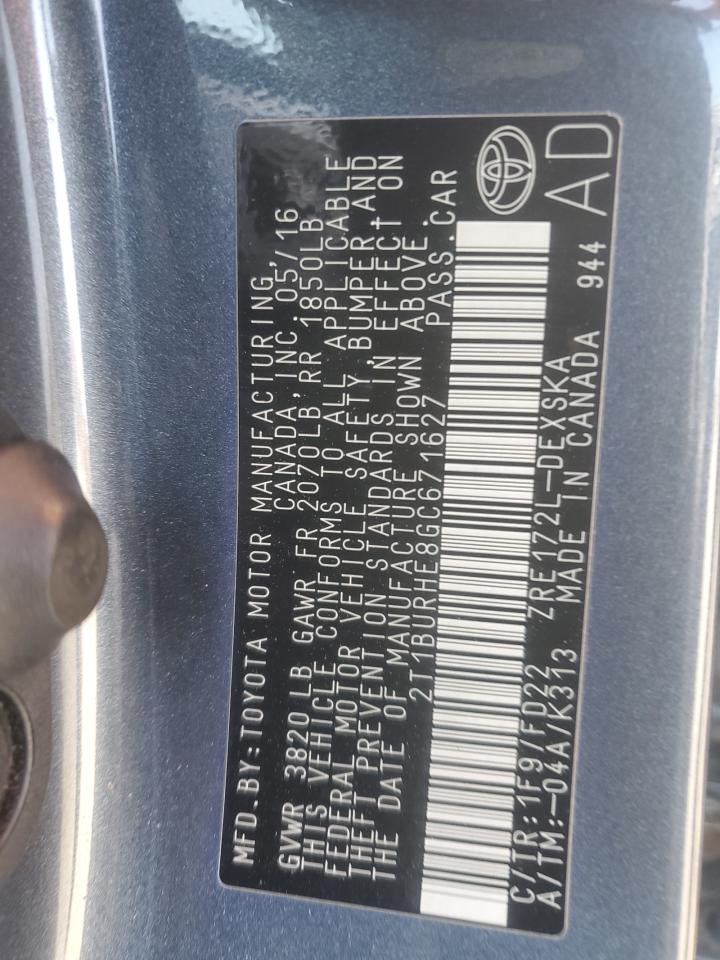 MFD.BY:TOYOTA MOTOR MANUFACTURING
CANADA, INC. 05/16
GVWR 3820LB GAWR FR 2070LB, RR 1850LB
THIS VEHICLE CONFORMS TO ALL APPLICABLE
FEDERAL MOTOR VEHICLE SAFETY, BUMPER, AND
THEFT PREVENTION STANDARDS IN EFFECT ON
THE DATE OF MANUFACTURE SHOWN ABOVE.
2T1BURHE8GC671627 PASS.CAR
C/TR:1F9/FD22 ZRE172L-DEXSKA
A/TM:-04A/K313 MADE IN CANADA 944
AD